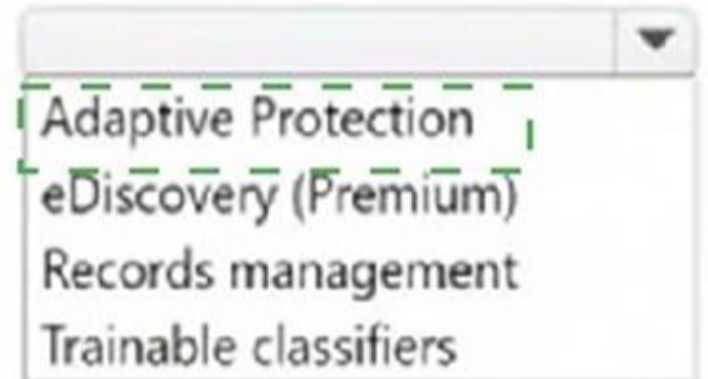 Adaptive Protection
eDiscovery (Premium)
Records management
Trainable classifiers